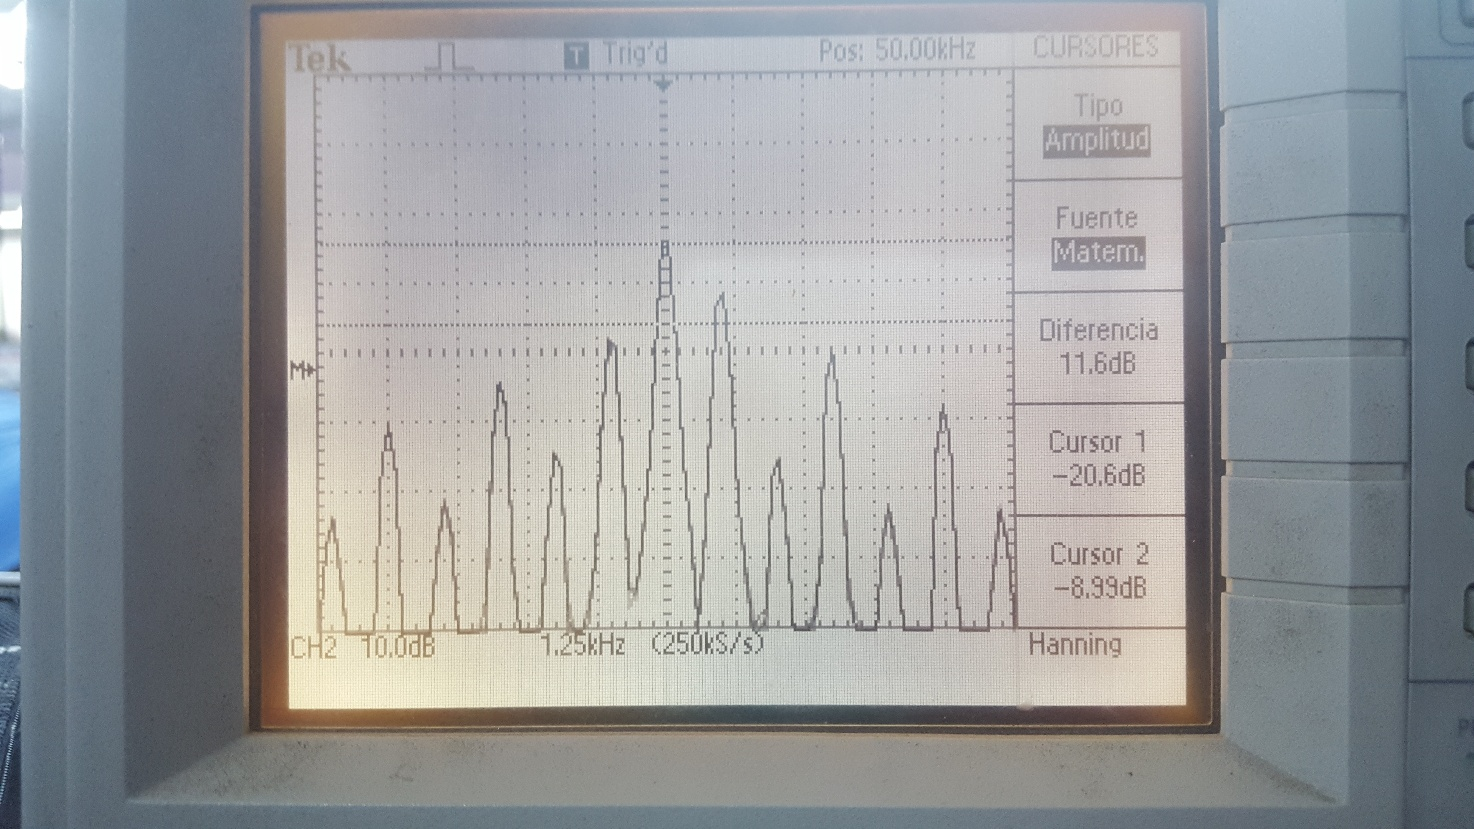 Tek T Trig'd Pos: 50.00kHz CURSORES
Tipo
Amplitud
Fuente
Matem.
Diferencia
11.6dB
M
Cursor 1
-20.6dB
Cursor 2
-8.99dB
CH2 10.0dB 1.25kHz (250kS/s) Hanning